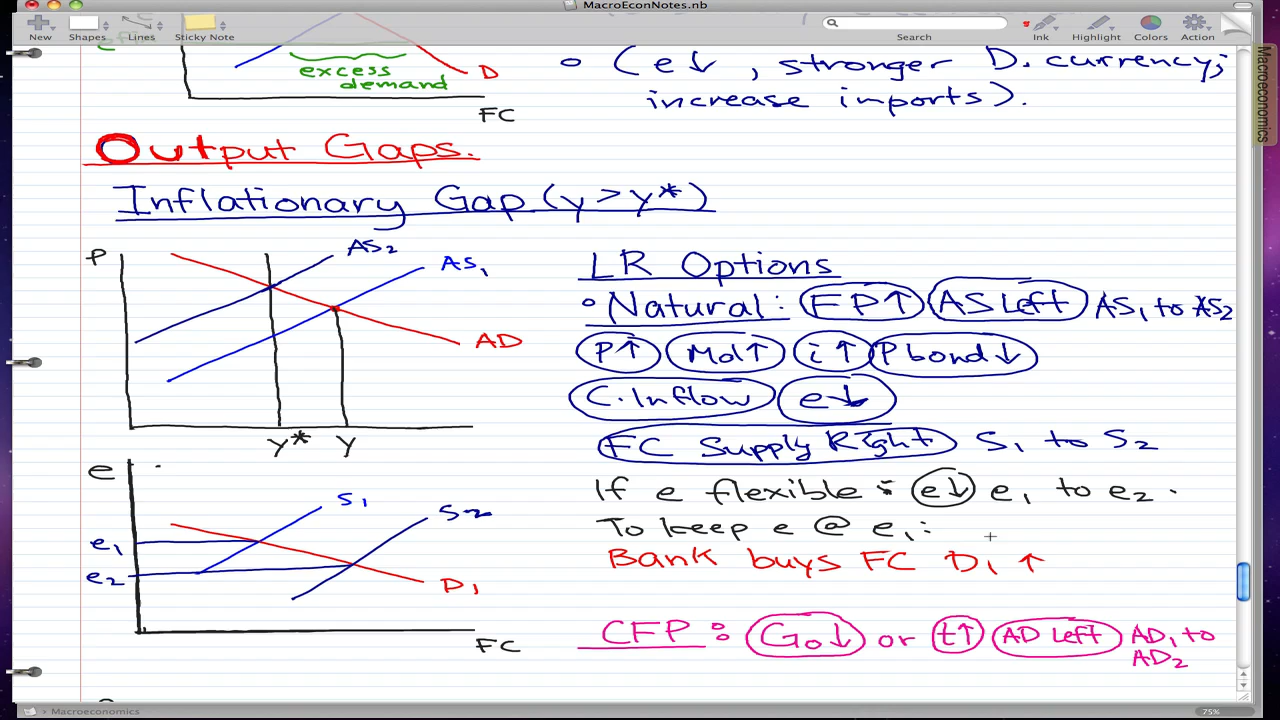 MacroEconNotes.nb
New Shapes Lines Sticky Note Search Ink Highlight Colors Action
Macroeconomics
excess
demand
D
FC
(e↓, stronger D. currency;
increase imports).
Output Gaps.
Inflationary Gap (y > y*)
P
AS2
AS1
AD
y* y
LR Options
Natural: EP↑ AS Left AS1 to AS2
P↑ Md↑ i↑ P bond↓
C. Inflow e↓
FC Supply Right S1 to S2
If e flexible: e↓ e1 to e2.
To keep e @ e1:
Bank buys FC D1 ↑
e
S1
S2
e1
e2
D1
FC
CFP: Go↓ or t↑ AD Left AD1 to
AD2
Macroeconomics
75%